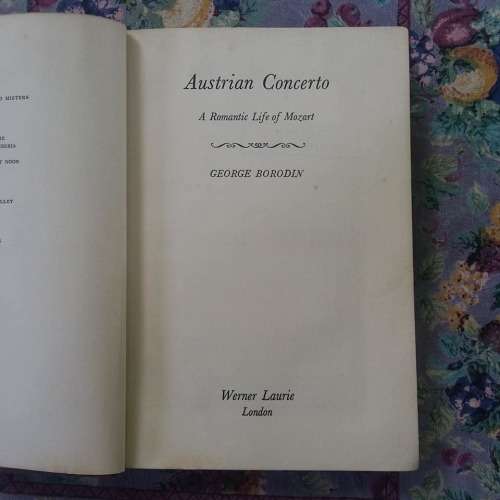 Austrian Concerto
A Romantic Life of Mozart
GEORGE BORODIN
Werner Laurie
London